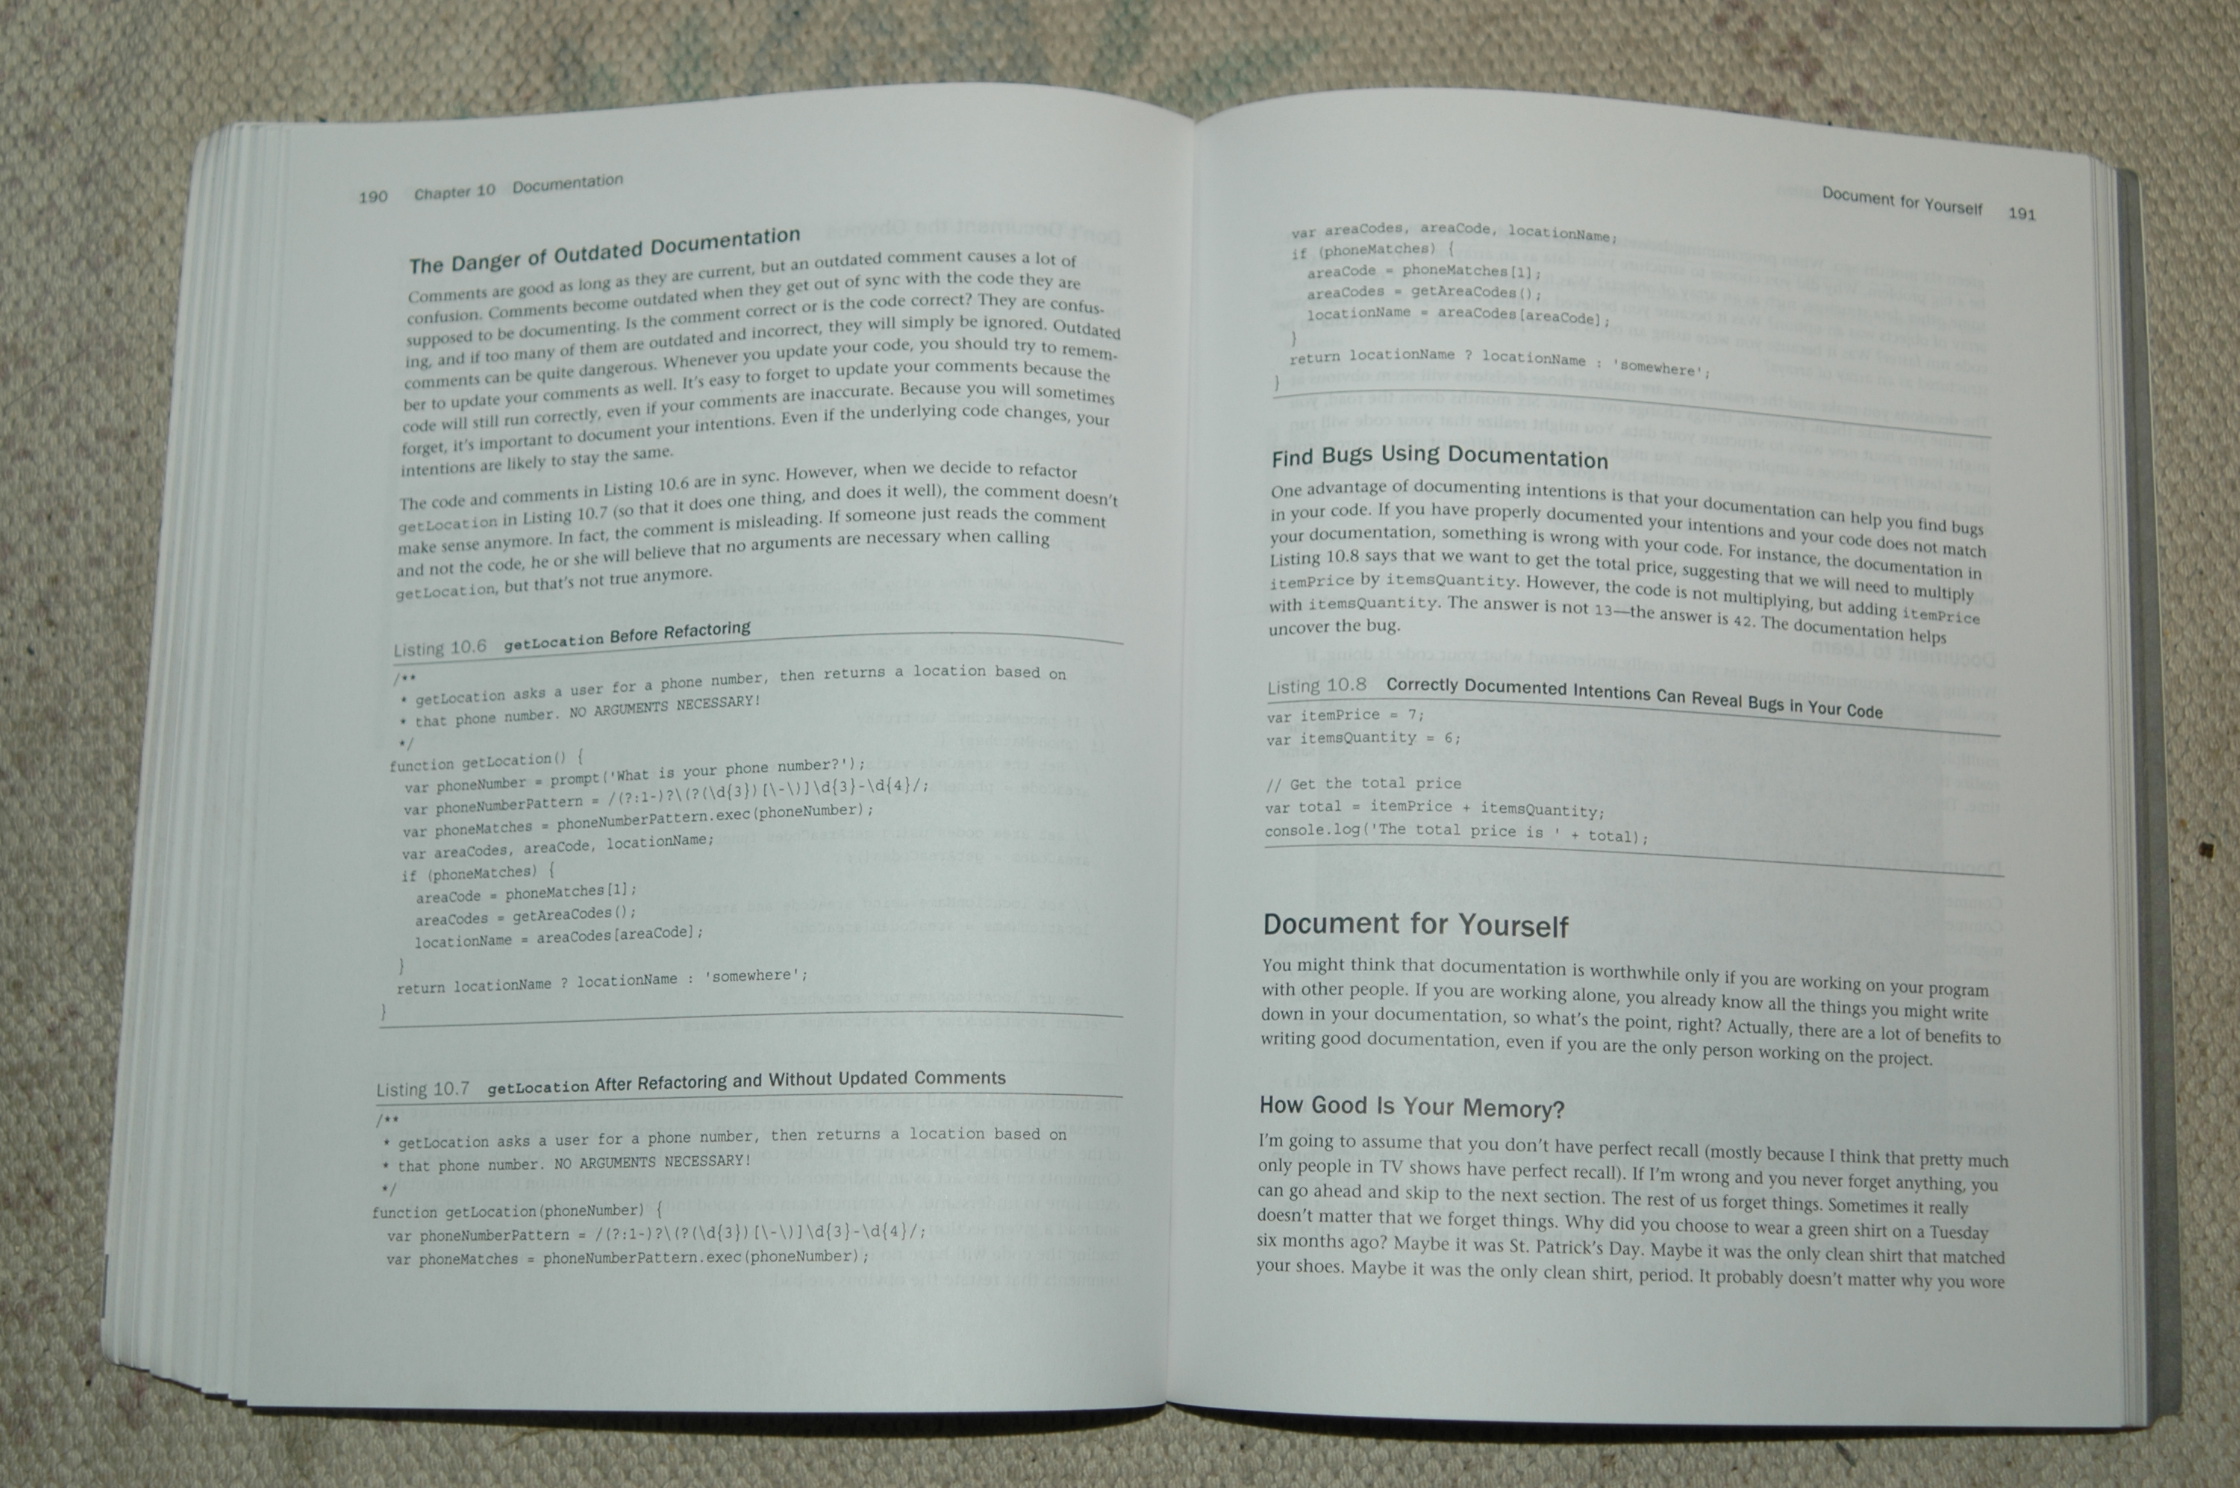 190 Chapter 10 Documentation
The Danger of Outdated Documentation
Comments are good as long as they are current, but an outdated comment causes a lot of
confusion. Comments become outdated when they get out of sync with the code they are
supposed to be documenting. Is the comment correct or is the code correct? They are confus-
ing, and if too many of them are outdated and incorrect, they will simply be ignored. Outdated
comments can be quite dangerous. Whenever you update your code, you should try to remem-
ber to update your comments as well. It's easy to forget to update your comments because the
code will still run correctly, even if your comments are inaccurate. Because you will sometimes
forget, it's important to document your intentions. Even if the underlying code changes, your
intentions are likely to stay the same.
The code and comments in Listing 10.6 are in sync. However, when we decide to refactor
getLocation in Listing 10.7 (so that it does one thing, and does it well), the comment doesn't
make sense anymore. In fact, the comment is misleading. If someone just reads the comment
and not the code, he or she will believe that no arguments are necessary when calling
getLocation, but that's not true anymore.
Listing 10.6 getLocation Before Refactoring
/**
* getLocation asks a user for a phone number, then returns a location based on
* that phone number. NO ARGUMENTS NECESSARY!
*/
function getLocation() {
var phoneNumber = prompt('What is your phone number?');
var phoneNumberPattern = /(?:1-)?\(?(\d{3})[\-\)]\d{3}-\d{4}/;
var phoneMatches = phoneNumberPattern.exec(phoneNumber);
var areaCodes, areaCode, locationName;
if (phoneMatches) {
areaCode = phoneMatches[1];
areaCodes = getAreaCodes();
locationName = areaCodes[areaCode];
}
return locationName ? locationName : 'somewhere';
}
Listing 10.7 getLocation After Refactoring and Without Updated Comments
/**
* getLocation asks a user for a phone number, then returns a location based on
* that phone number. NO ARGUMENTS NECESSARY!
*/
function getLocation(phoneNumber) {
var phoneNumberPattern = /(?:1-)?\(?(\d{3})[\-\)]\d{3}-\d{4}/;
var phoneMatches = phoneNumberPattern.exec(phoneNumber);
Document for Yourself 191
var areaCodes, areaCode, locationName;
if (phoneMatches) {
areaCode = phoneMatches[1];
areaCodes = getAreaCodes();
locationName = areaCodes[areaCode];
}
return locationName ? locationName : 'somewhere';
}
Find Bugs Using Documentation
One advantage of documenting intentions is that your documentation can help you find bugs
in your code. If you have properly documented your intentions and your code does not match
your documentation, something is wrong with your code. For instance, the documentation in
Listing 10.8 says that we want to get the total price, suggesting that we will need to multiply
itemPrice by itemsQuantity. However, the code is not multiplying, but adding itemPrice
with itemsQuantity. The answer is not 13—the answer is 42. The documentation helps
uncover the bug.
Listing 10.8 Correctly Documented Intentions Can Reveal Bugs in Your Code
var itemPrice = 7;
var itemsQuantity = 6;
// Get the total price
var total = itemPrice + itemsQuantity;
console.log('The total price is ' + total);
Document for Yourself
You might think that documentation is worthwhile only if you are working on your program
with other people. If you are working alone, you already know all the things you might write
down in your documentation, so what's the point, right? Actually, there are a lot of benefits to
writing good documentation, even if you are the only person working on the project.
How Good Is Your Memory?
I'm going to assume that you don't have perfect recall (mostly because I think that pretty much
only people in TV shows have perfect recall). If I'm wrong and you never forget anything, you
can go ahead and skip to the next section. The rest of us forget things. Sometimes it really
doesn't matter that we forget things. Why did you choose to wear a green shirt on a Tuesday
six months ago? Maybe it was St. Patrick's Day. Maybe it was the only clean shirt that matched
your shoes. Maybe it was the only clean shirt, period. It probably doesn't matter why you wore